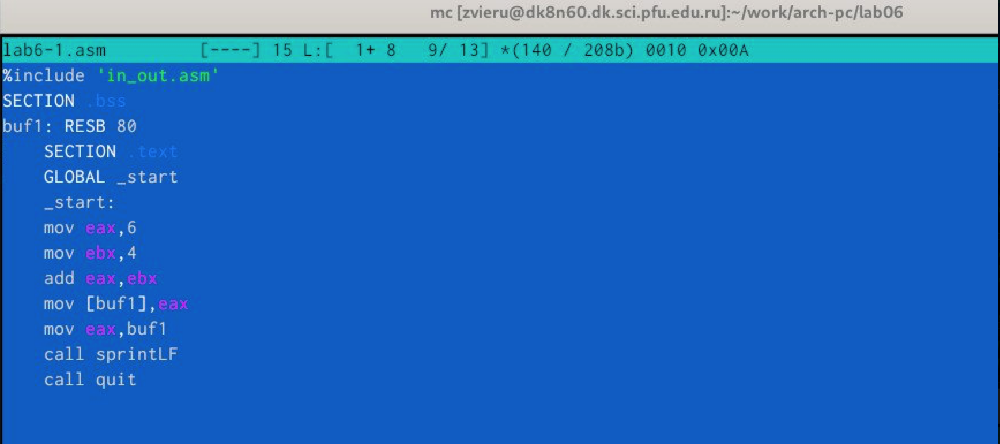 mc [zvieru@dk8n60.dk.sci.pfu.edu.ru]:~/work/arch-pc/lab06
lab6-1.asm [----] 15 L:[ 1+ 8 9/ 13] *(140 / 208b) 0010 0x00A
%include 'in_out.asm'
SECTION .bss
buf1: RESB 80
SECTION .text
GLOBAL _start
_start:
mov eax,6
mov ebx,4
add eax,ebx
mov [buf1],eax
mov eax,buf1
call sprintLF
call quit